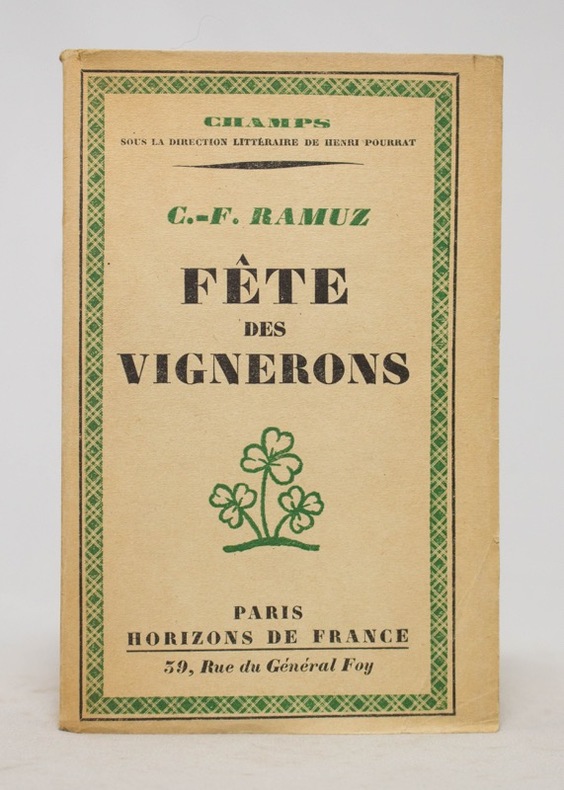 CHAMPS
SOUS LA DIRECTION LITTÉRAIRE DE HENRI POURRAT
C.-F. RAMUZ
FÊTE
DES
VIGNERONS
PARIS
HORIZONS DE FRANCE
39, Rue du Général Foy